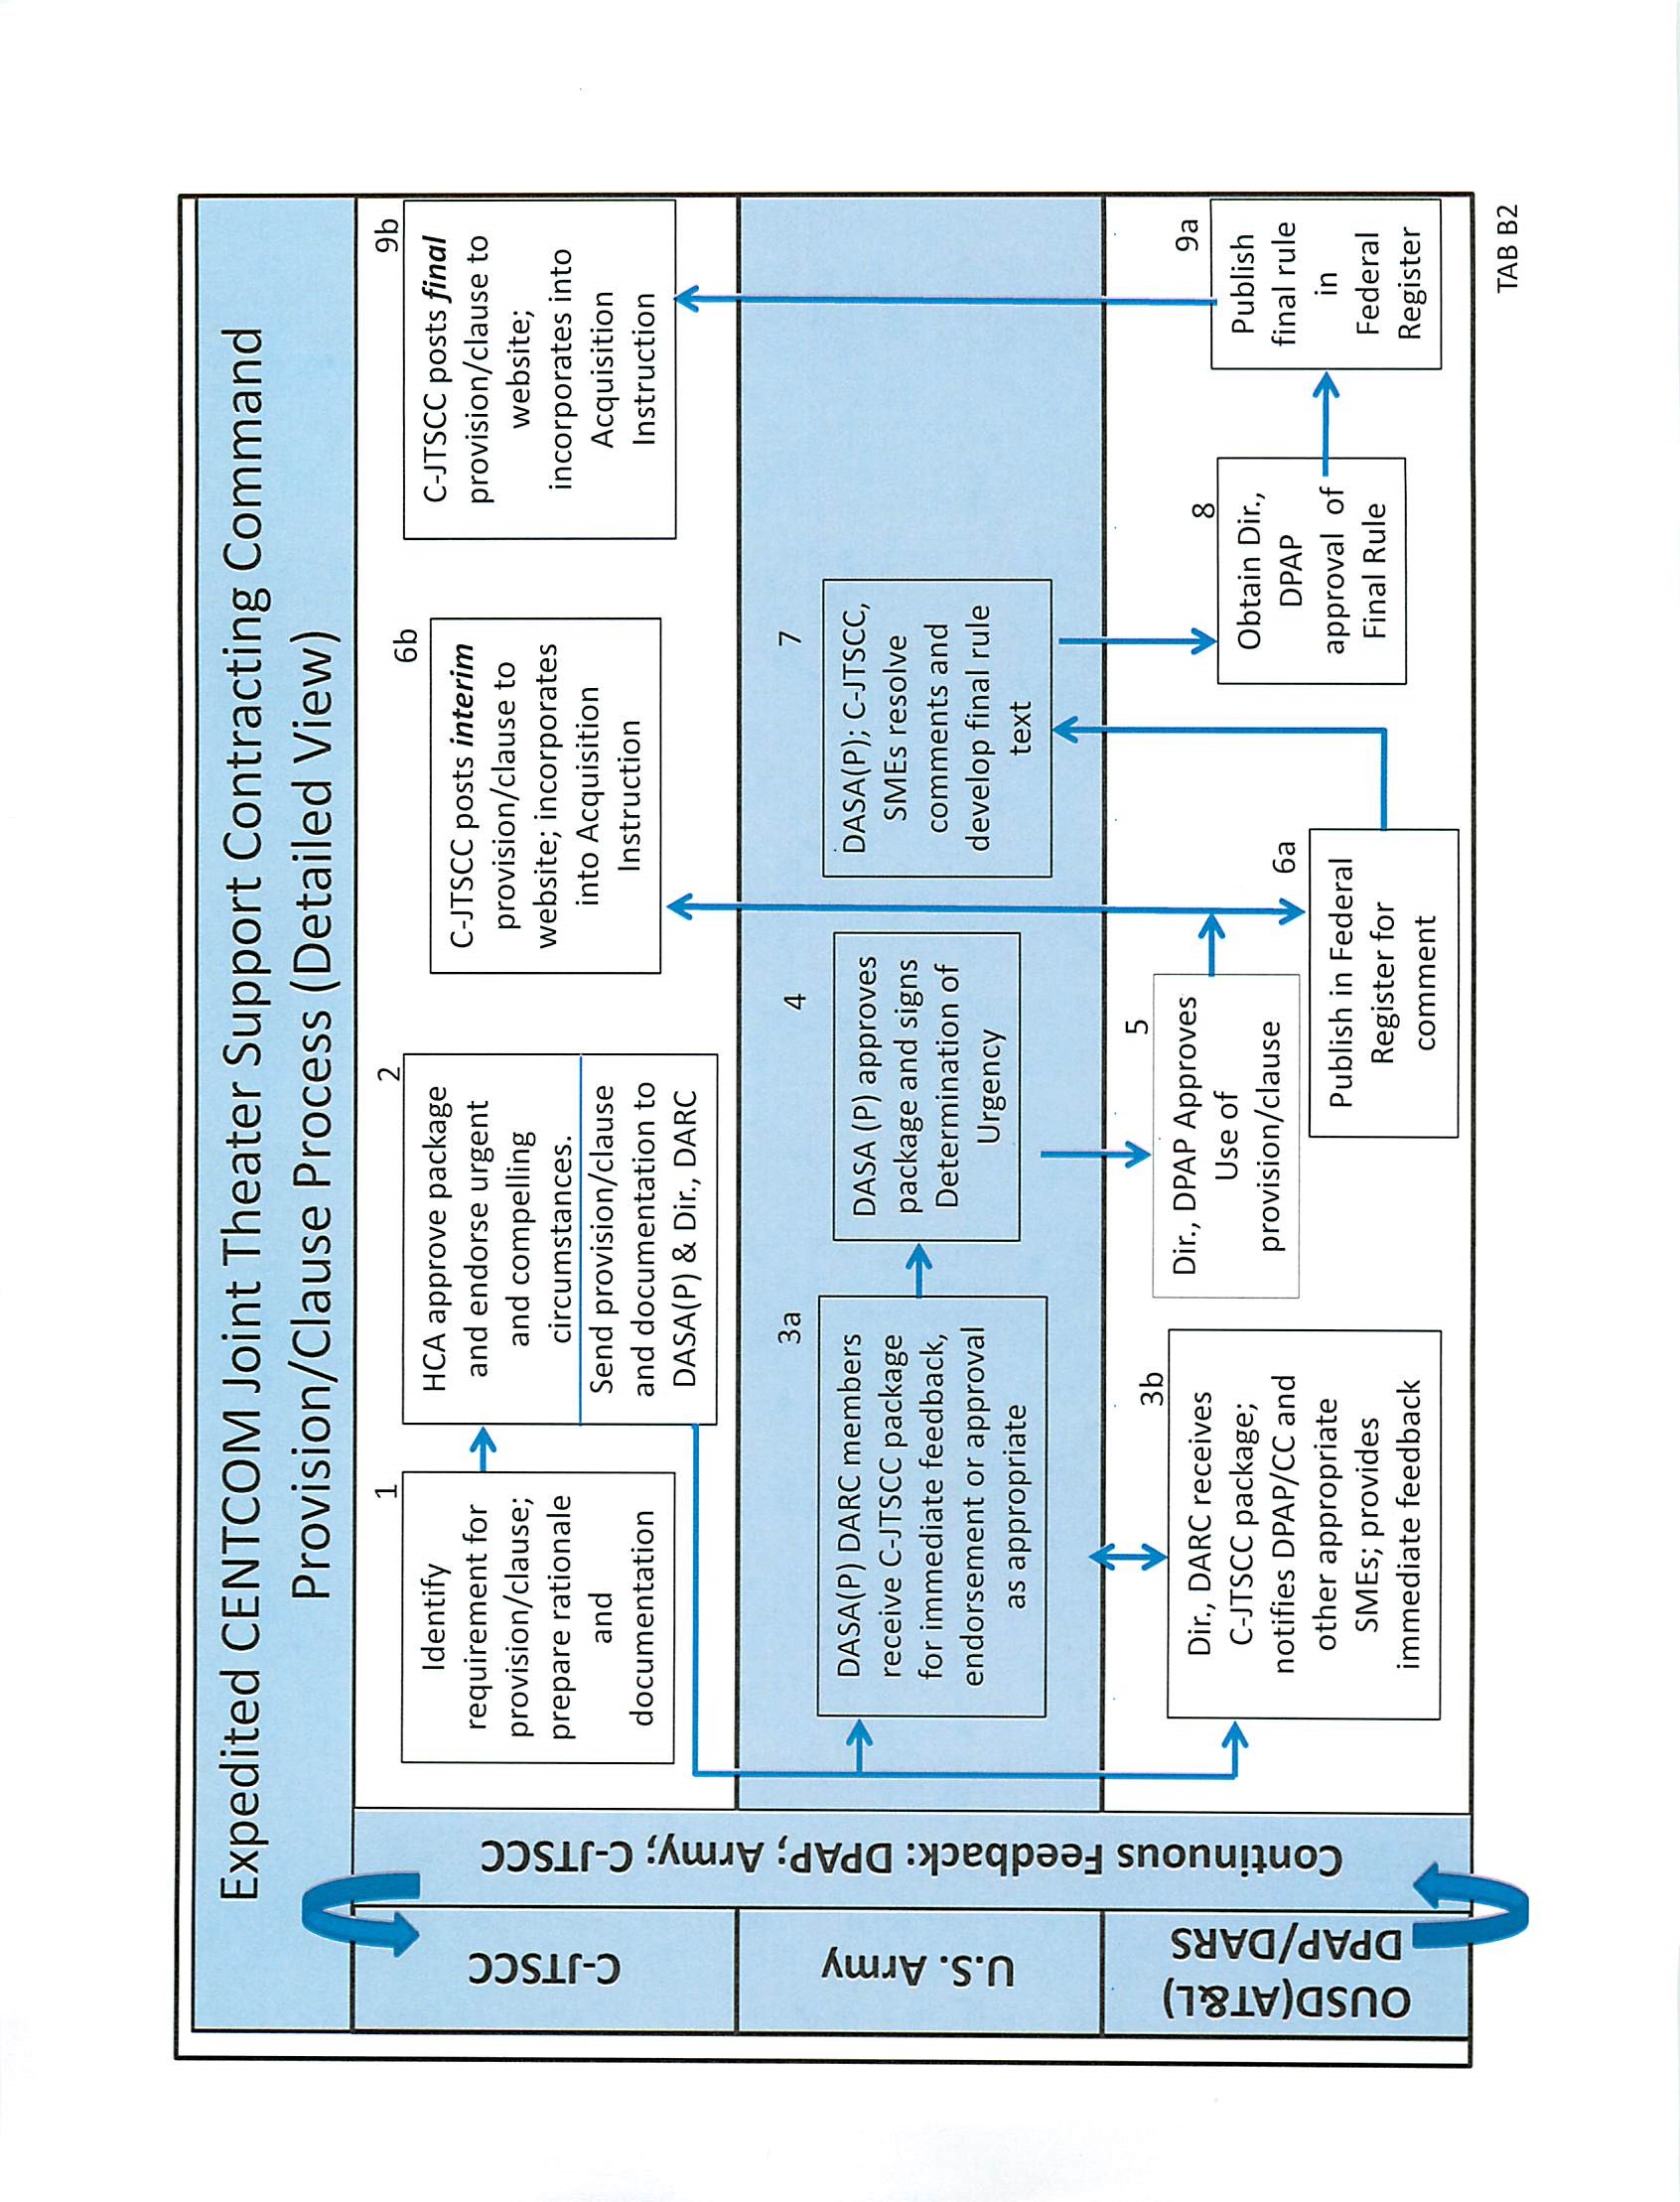 Expedited CENTCOM Joint Theater Support Contracting Command
Provision/Clause Process (Detailed View)
C-JTSCC
U.S. Army
OUSD(AT&L)
DPAP/DARS
Continuous Feedback: DPAP; Army; C-JTSCC
1
Identify
requirement for
provision/clause;
prepare rationale
and
documentation
2
HCA approve package
and endorse urgent
and compelling
circumstances.
Send provision/clause
and documentation to
DASA(P) & Dir., DARC
3a
DASA(P) DARC members
receive C-JTSCC package
for immediate feedback,
endorsement or approval
as appropriate
3b
Dir., DARC receives
C-JTSCC package;
notifies DPAP/CC and
other appropriate
SMEs; provides
immediate feedback
4
DASA (P) approves
package and signs
Determination of
Urgency
5
Dir., DPAP Approves
Use of
provision/clause
6a
Publish in Federal
Register for
comment
6b
C-JTSCC posts interim
provision/clause to
website; incorporates
into Acquisition
Instruction
7
DASA(P); C-JTSCC,
SMEs resolve
comments and
develop final rule
text
8
Obtain Dir.,
DPAP
approval of
Final Rule
9a
Publish
final rule
in
Federal
Register
9b
C-JTSCC posts final
provision/clause to
website;
incorporates into
Acquisition
Instruction
TAB B2